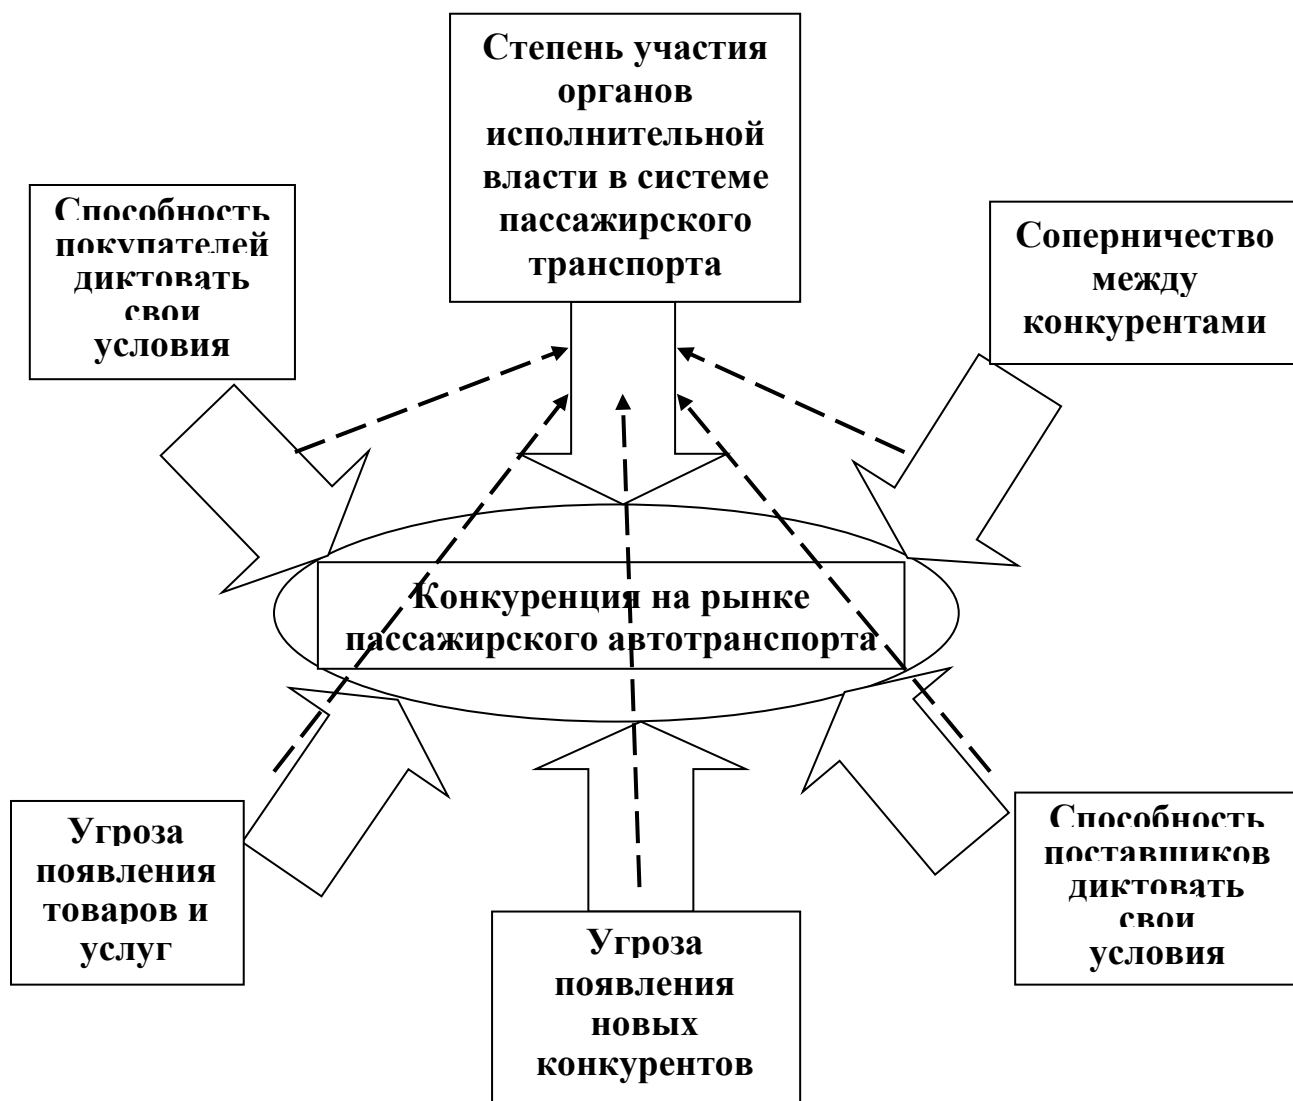 Степень участия
органов
исполнительной
власти в системе
пассажирского
транспорта
Способность
покупателей
диктовать
свои
условия
Соперничество
между
конкурентами
Конкуренция на рынке
пассажирского автотранспорта
Угроза
появления
товаров и
услуг
Угроза
появления
новых
конкурентов
Способность
поставщиков
диктовать
свои
условия